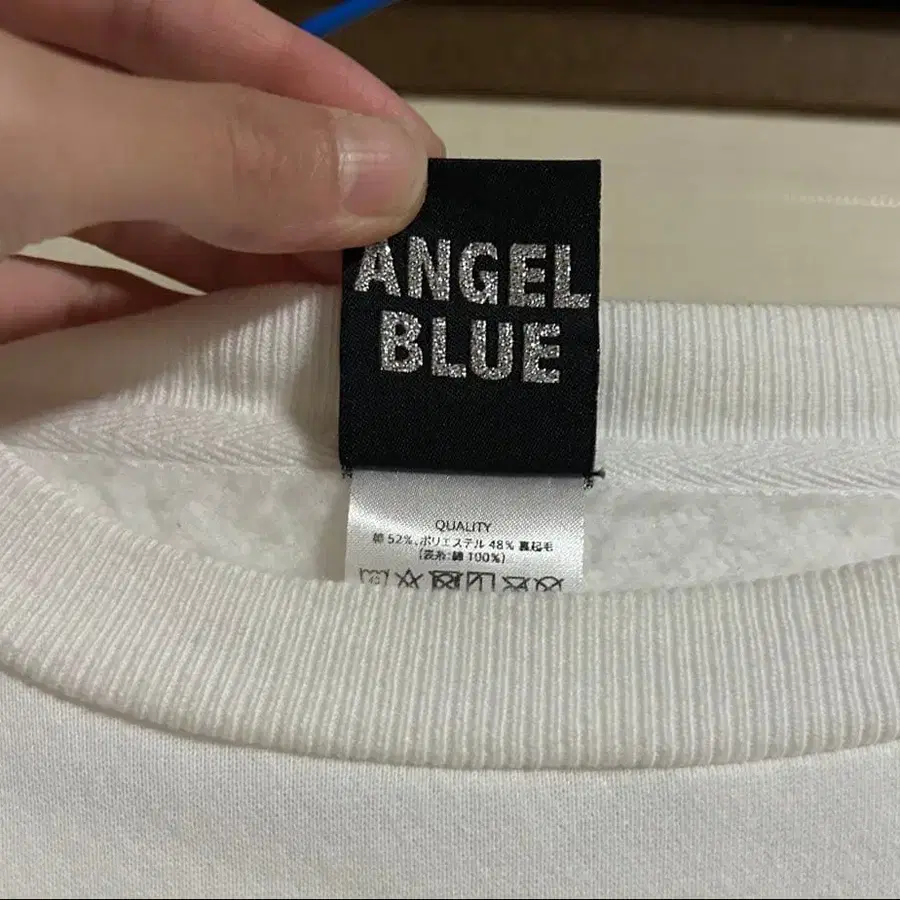 ANGEL
BLUE
QUALITY
綿 52%、ポリエステル 48% 裏起毛
(表糸:綿 100%)
40